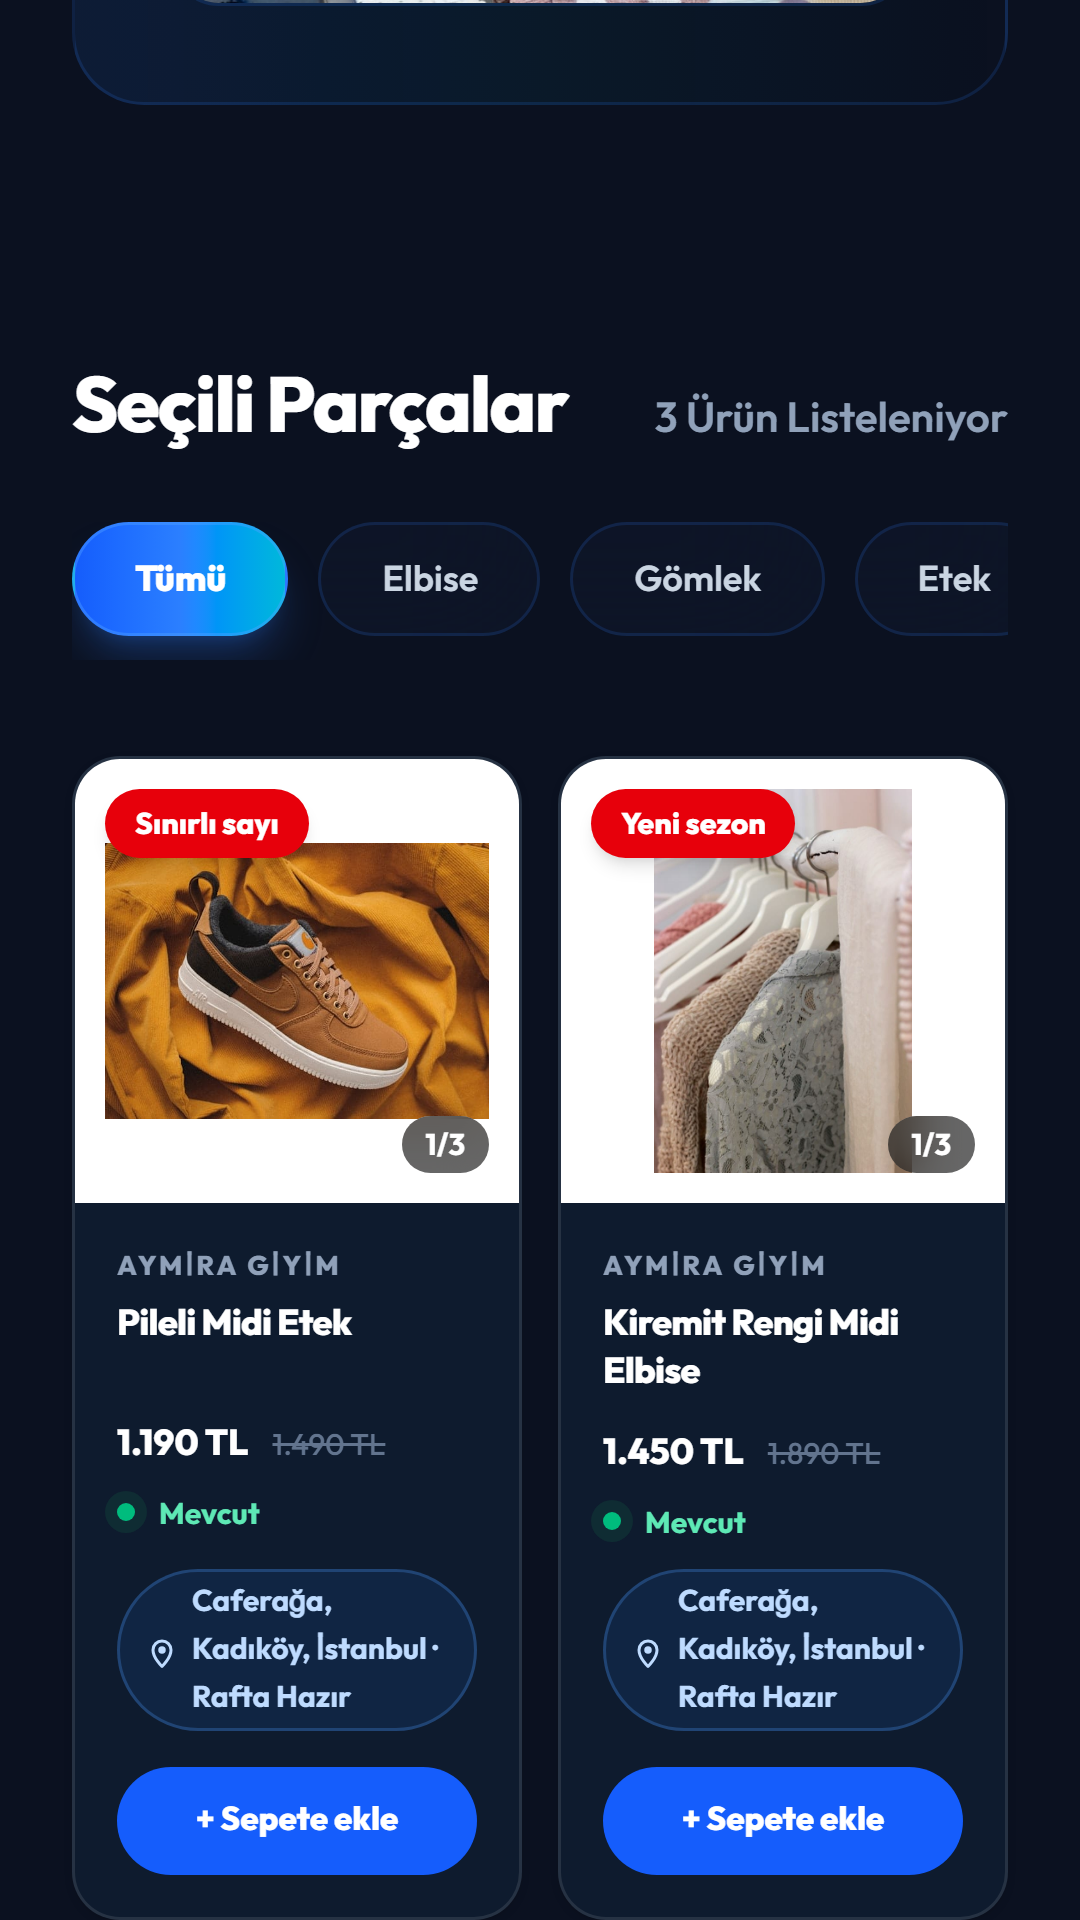 Seçili Parçalar
3 Ürün Listeleniyor
Tümü
Elbise
Gömlek
Etek
Sınırlı sayı
1/3
AYMİRA GİYİM
Pileli Midi Etek
1.190 TL 1.490 TL
Mevcut
Caferağa,
Kadıköy, İstanbul ·
Rafta Hazır
+ Sepete ekle
Yeni sezon
1/3
AYMİRA GİYİM
Kiremit Rengi Midi
Elbise
1.450 TL 1.890 TL
Mevcut
Caferağa,
Kadıköy, İstanbul ·
Rafta Hazır
+ Sepete ekle